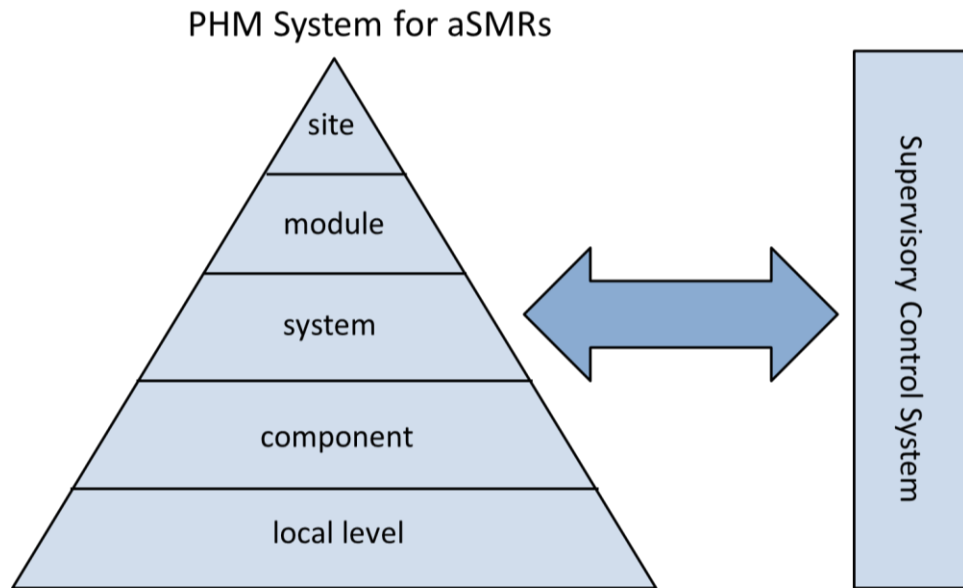 PHM System for aSMRs
site
module
system
component
local level
Supervisory Control System